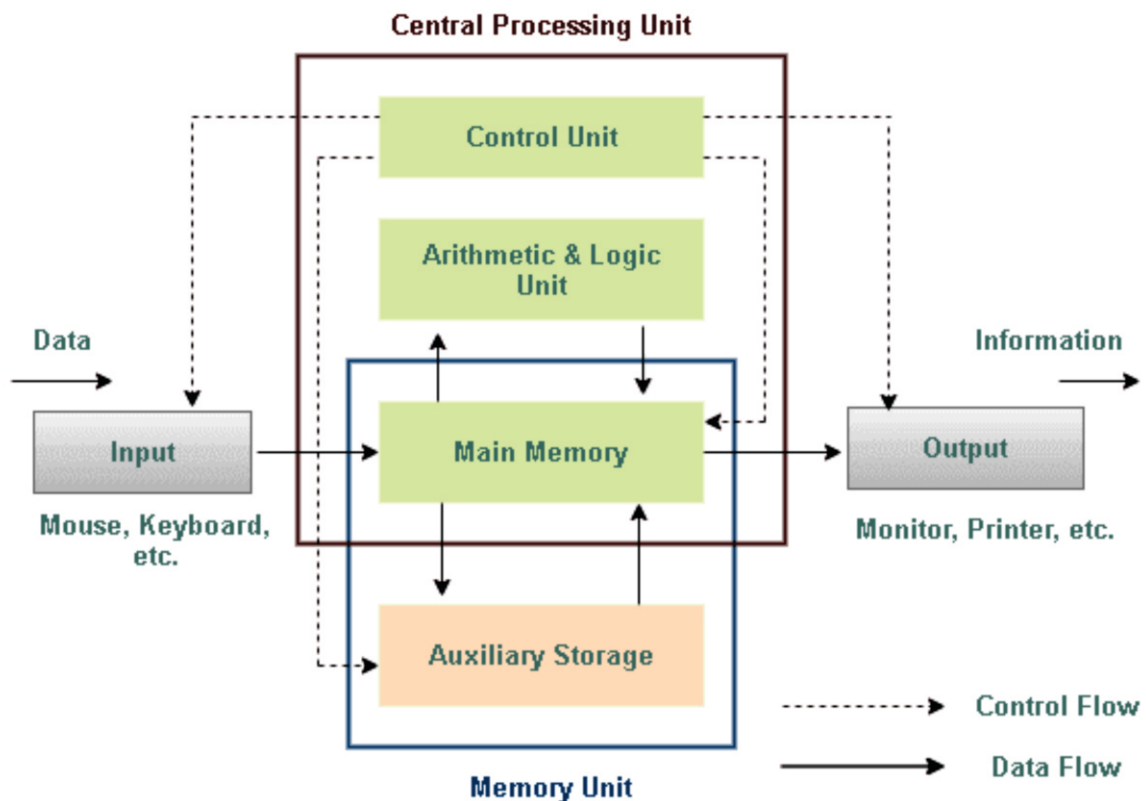 Central Processing Unit
Control Unit
Arithmetic & Logic
Unit
Data
Information
Input
Main Memory
Output
Mouse, Keyboard,
etc.
Monitor, Printer, etc.
Auxiliary Storage
Control Flow
Data Flow
Memory Unit